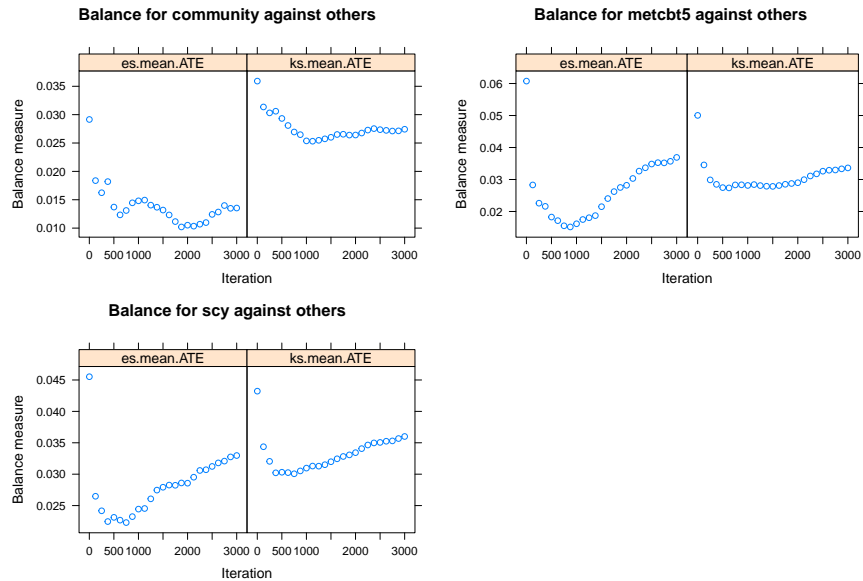 Balance for community against others
es.mean.ATE ks.mean.ATE
Balance measure
0.035
0.030
0.025
0.020
0.015
0.010
0 500 1000 2000 3000 0 500 1000 2000 3000
Iteration
Balance for metcbt5 against others
es.mean.ATE ks.mean.ATE
Balance measure
0.06
0.05
0.04
0.03
0.02
0 500 1000 2000 3000 0 500 1000 2000 3000
Iteration
Balance for scy against others
es.mean.ATE ks.mean.ATE
Balance measure
0.045
0.040
0.035
0.030
0.025
0 500 1000 2000 3000 0 500 1000 2000 3000
Iteration